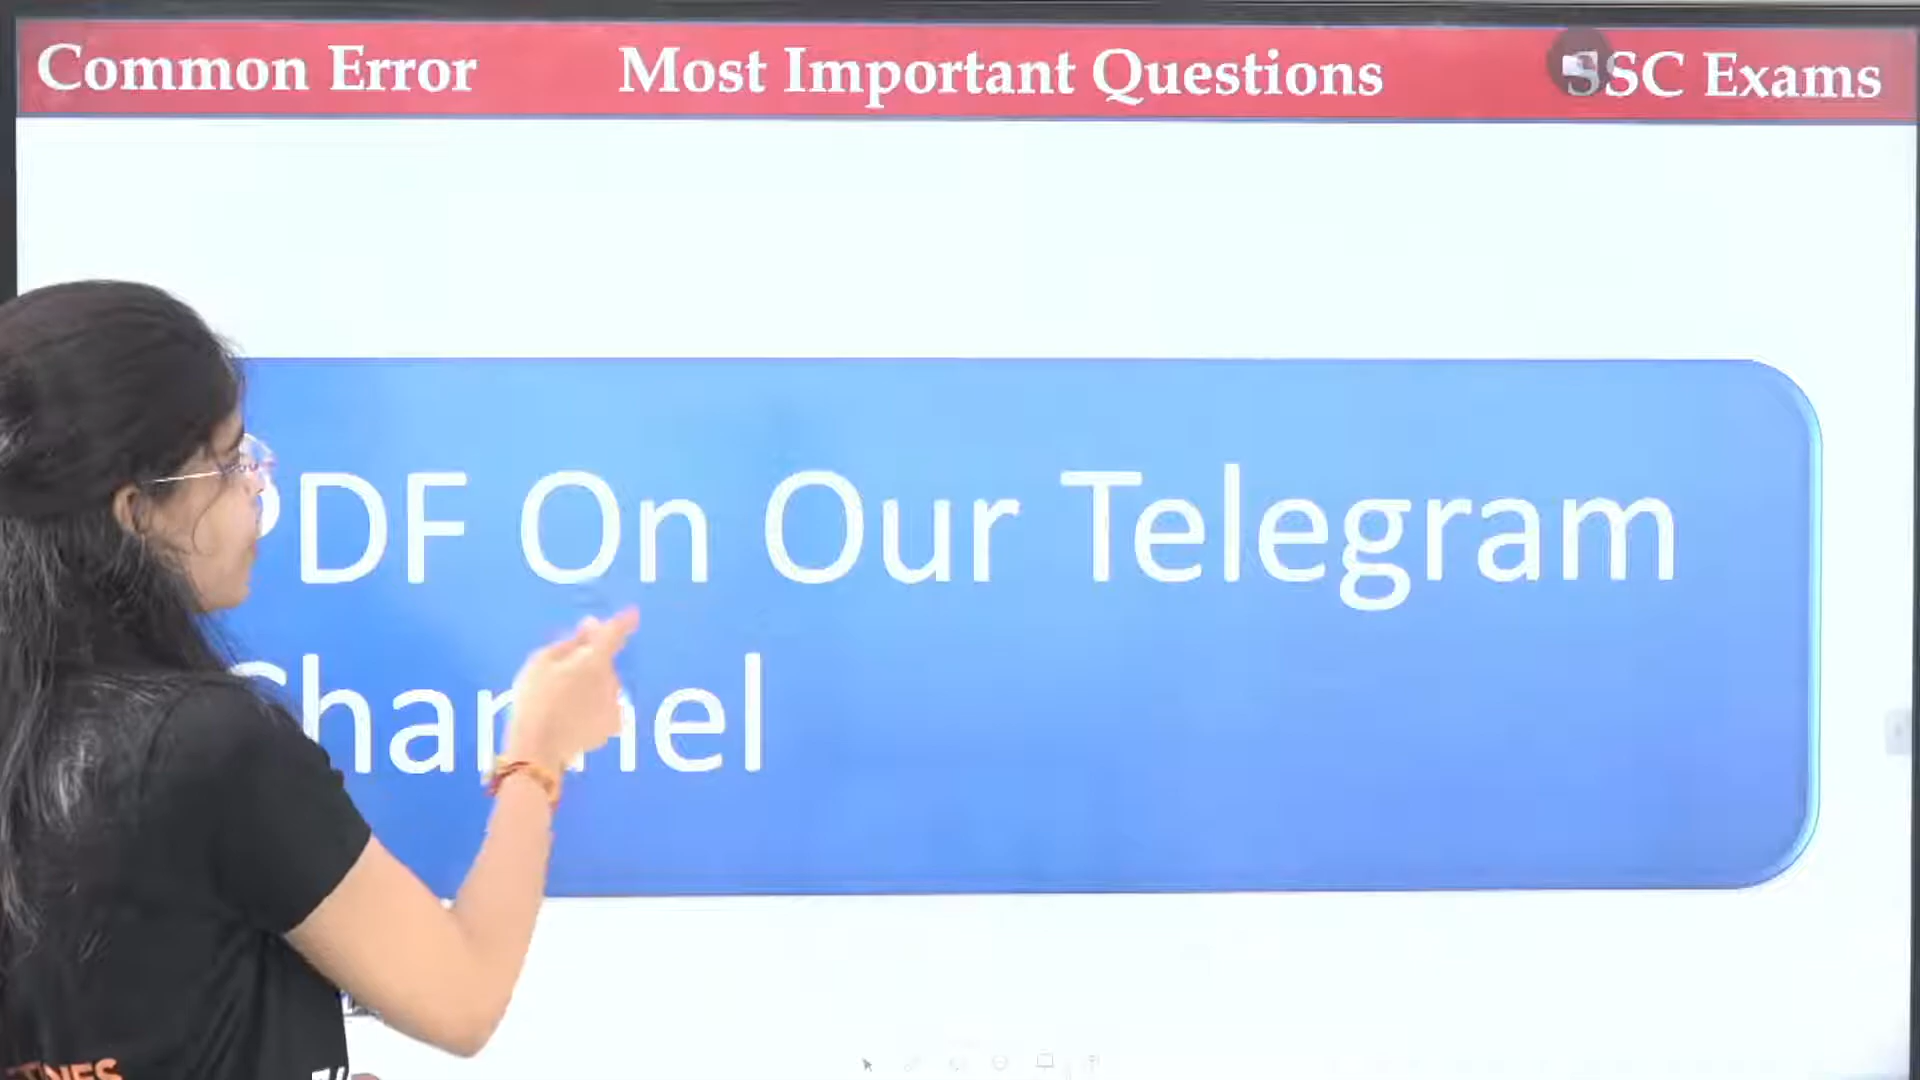 Common Error Most Important Questions SSC Exams
PDF On Our Telegram
Channel